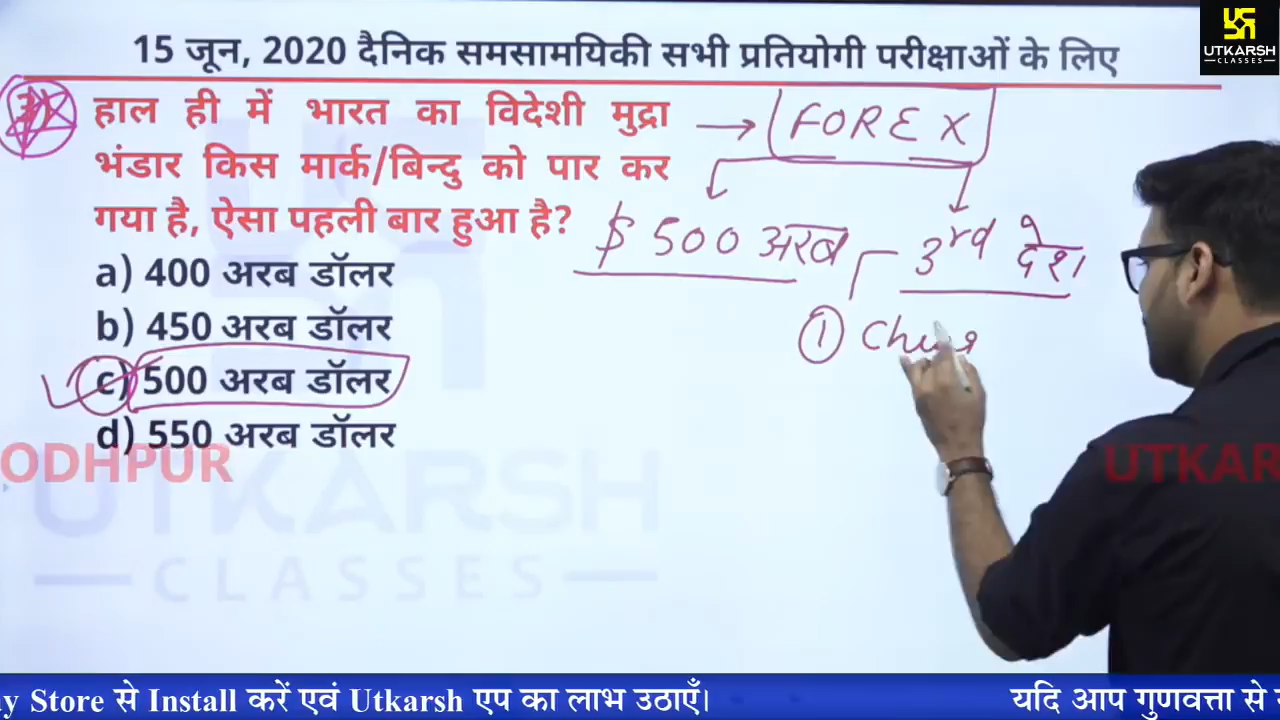 15 जून, 2020 दैनिक समसामयिकी सभी प्रतियोगी परीक्षाओं के लिए
UTKARSH
CLASSES
हाल ही में भारत का विदेशी मुद्रा
भंडार किस मार्क/बिन्दु को पार कर
गया है, ऐसा पहली बार हुआ है?
a) 400 अरब डॉलर
b) 450 अरब डॉलर
c) 500 अरब डॉलर
d) 550 अरब डॉलर
FOREX
$ 500 अरब
3rd देश
① China
ODHPUR
UTKAR
UTKARSH
CLASSES
ay Store से Install करें एवं Utkarsh एप का लाभ उठाएँ।
यदि आप गुणवत्ता से